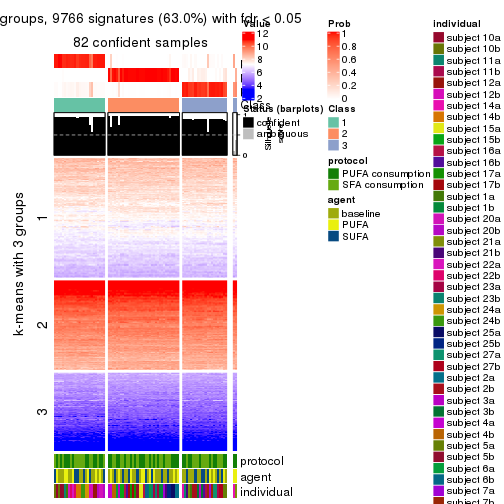 groups, 9766 signatures (63.0%) with fdr < 0.05
82 confident samples
k-means with 3 groups
1
2
3
protocol
agent
individual
Value
12
10
8
6
4
2
Status (barplots)
confident
ambiguous
0
Prob
1
0.8
0.6
0.4
0.2
0
Class
1
2
3
protocol
PUFA consumption
SFA consumption
agent
baseline
PUFA
SUFA
individual
subject 10a
subject 10b
subject 11a
subject 11b
subject 12a
subject 12b
subject 14a
subject 14b
subject 15a
subject 15b
subject 16a
subject 16b
subject 17a
subject 17b
subject 1a
subject 1b
subject 20a
subject 20b
subject 21a
subject 21b
subject 22a
subject 22b
subject 23a
subject 23b
subject 24a
subject 24b
subject 25a
subject 25b
subject 27a
subject 27b
subject 2a
subject 2b
subject 3a
subject 3b
subject 4a
subject 4b
subject 5a
subject 5b
subject 6a
subject 6b
subject 7a
subject 7b